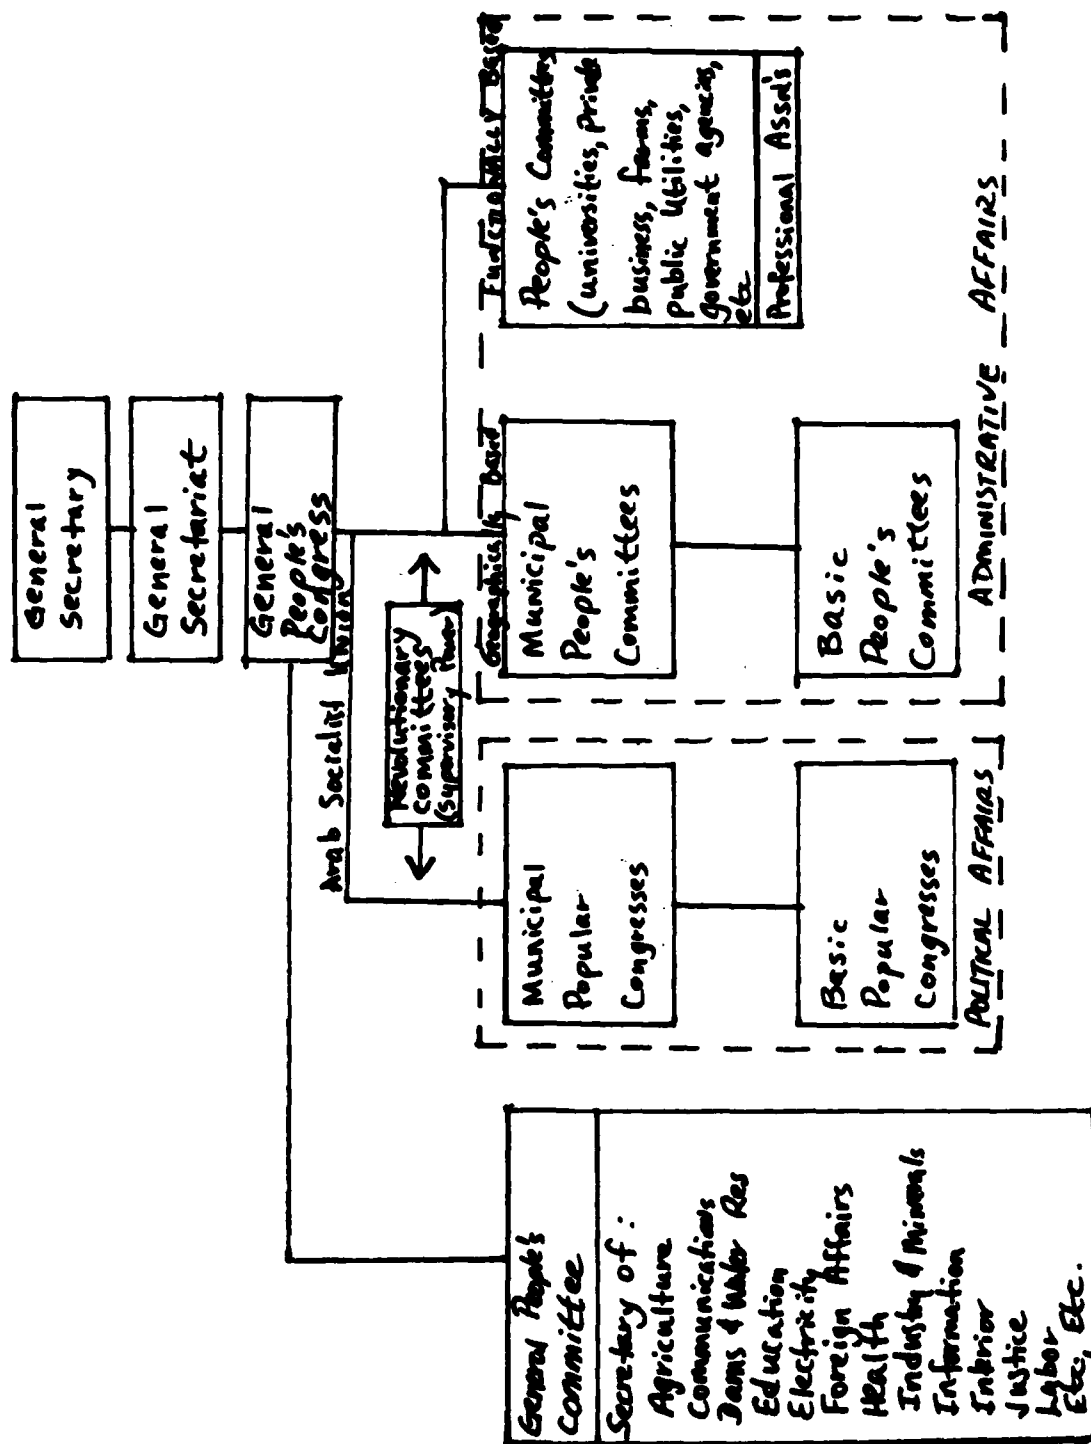 General
Secretary
General
Secretariat
General
People's
Congress
Arab Socialist Union
Revolutionary
Committees
(Supervisory Power)
General People's
Committee
Secretary of:
Agriculture
Communications
Dams & Water Res
Education
Electricity
Foreign Affairs
Health
Industry & Minerals
Information
Interior
Justice
Labor
Etc., Etc.
Municipal
Popular
Congresses
Basic
Popular
Congresses
POLITICAL AFFAIRS
Geographically Based
Municipal
People's
Committees
Basic
People's
Committees
FUNCTIONALLY BASED
People's Committees
(universities, private
business, farms,
public utilities,
government agencies,
etc
Professional Assn's
ADMINISTRATIVE AFFAIRS